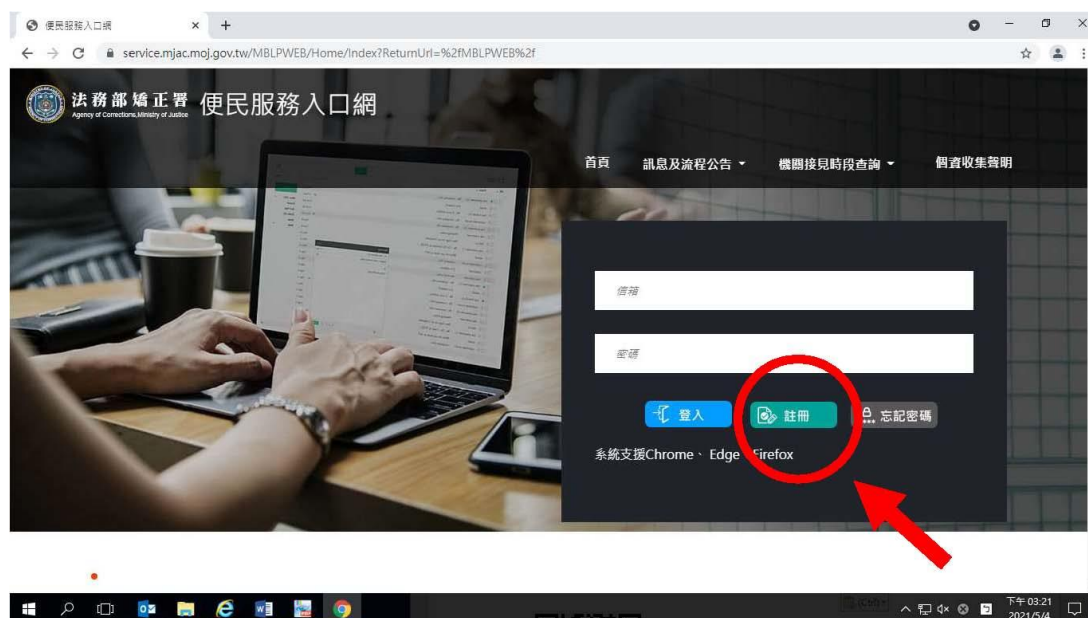 便民服務入口網
service.mjac.moj.gov.tw/MBLPWEB/Home/Index?ReturnUrl=%2fMBLPWEB%2f
法務部矯正署 便民服務入口網
Agency of Corrections,Ministry of Justice
首頁 訊息及流程公告 機關接見時段查詢 個資收集聲明
信箱
密碼
登入 註冊 忘記密碼
系統支援Chrome、 Edge Firefox
下午 03:21
2021/5/4